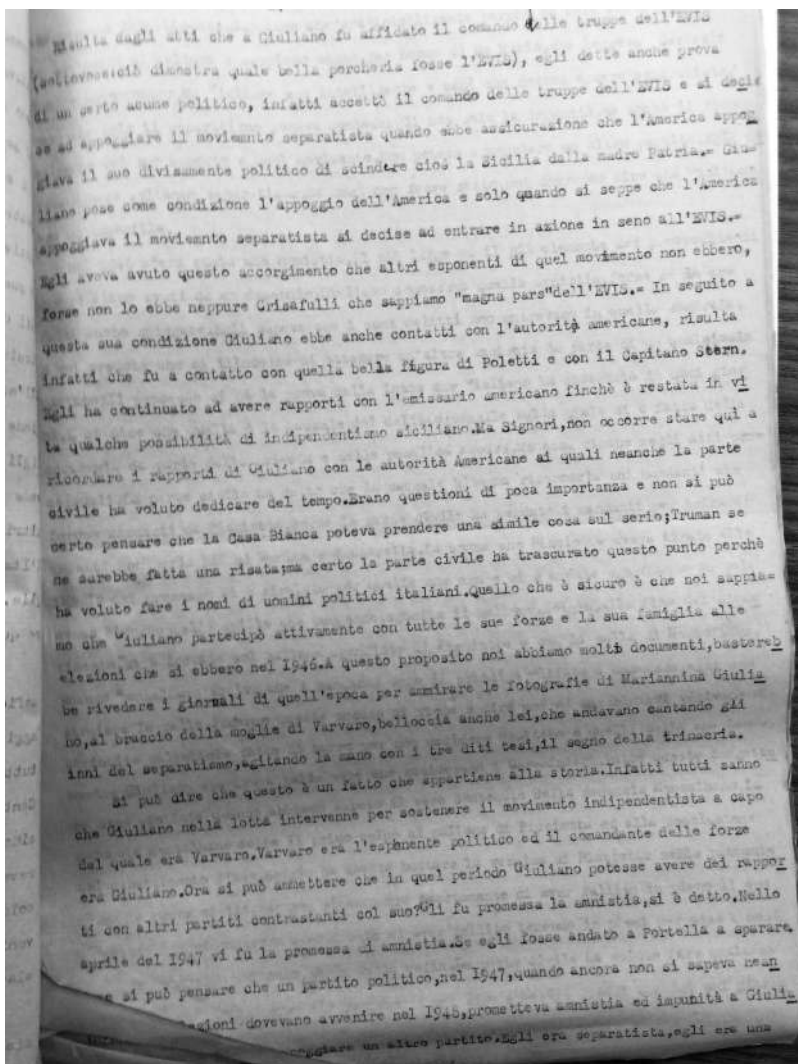 Risulta dagli atti che a Giuliano fu affidato il comando delle truppe dell'EVIS
(sottovoce:ciò dimostra quale bella porcheria fosse l'EVIS), egli dette anche prova
di un certo acume politico, infatti accettò il comando delle truppe dell'EVIS e si deci
se ad appoggiare il moviemnto separatista quando ebbe assicurazione che l'America appog
giava il suo divisamente politico di scindere cioè la Sicilia dalla madre Patria.= Giu=
liano pose come condizione l'appoggio dell'America e solo quando si seppe che l'America
appoggiava il moviemnto separatista si decise ad entrare in azione in seno all'EVIS.=
Egli aveva avuto questo accorgimento che altri esponenti di quel movimento non ebbero,
forse non lo ebbe neppure Crisafulli che sappiamo "magna pars"dell'EVIS.= In seguito a
questa sua condizione Giuliano ebbe anche contatti con l'autorità americane, risulta
infatti che fu a contatto con quella bella figura di Poletti e con il Capitano Stern.
Egli ha continuato ad avere rapporti con l'emissario americano finchè è restata in vi
ta qualche possibilità di indipendentismo siciliano.Ma Signori,non occorre stare quì a
ricordare i rapporti di Giuliano con le autorità Americane ai quali neanche la parte
civile ha voluto dedicare del tempo.Erano questioni di poca importanza e non si può
certo pensare che la Casa Bianca poteva prendere una simile cosa sul serio;Truman se
ne sarebbe fatta una risata;ma certo la parte civile ha trascurato questo punto perchè
ha voluto fare i nomi di uomini politici italiani.Quello che è sicuro è che noi sappia=
mo che Giuliano partecipò attivamente con tutte le sue forze e la sua famiglia alle
elezioni che si ebbero nel 1946.A questo proposito noi abbiamo molti documenti,bastereb
be rivedere i giornali di quell'epoca per ammirare le fotografie di Mariannina Giulia
no,al braccio della moglie di Varvaro,belloccia anche lei,che andavano cantando gli
inni del separatismo,agitando la mano con i tre diti tesi,il segno della trinacria.
Si può dire che questo è un fatto che appartiene alla storia.Infatti tutti sanno
che Giuliano nella lotta intervenne per sostenere il movimento indipendentista a capo
del quale era Varvaro.Varvaro era l'esponente politico ed il comandante delle forze
era Giuliano.Ora si può ammettere che in quel periodo Giuliano potesse avere dei rappor
ti con altri partiti contrastanti col suo?Gli fu promessa la amnistia,si è detto.Nello
aprile del 1947 vi fu la promessa di amnistia.Se egli fosse andato a Portella a sparare.
si può pensare che un partito politico,nel 1947,quando ancora non si sapeva nean
elezioni dovevano avvenire nel 1948,prometteva amnistia ed impunità a Giulia
appoggiare un altro partito.Egli era separatista,egli era una